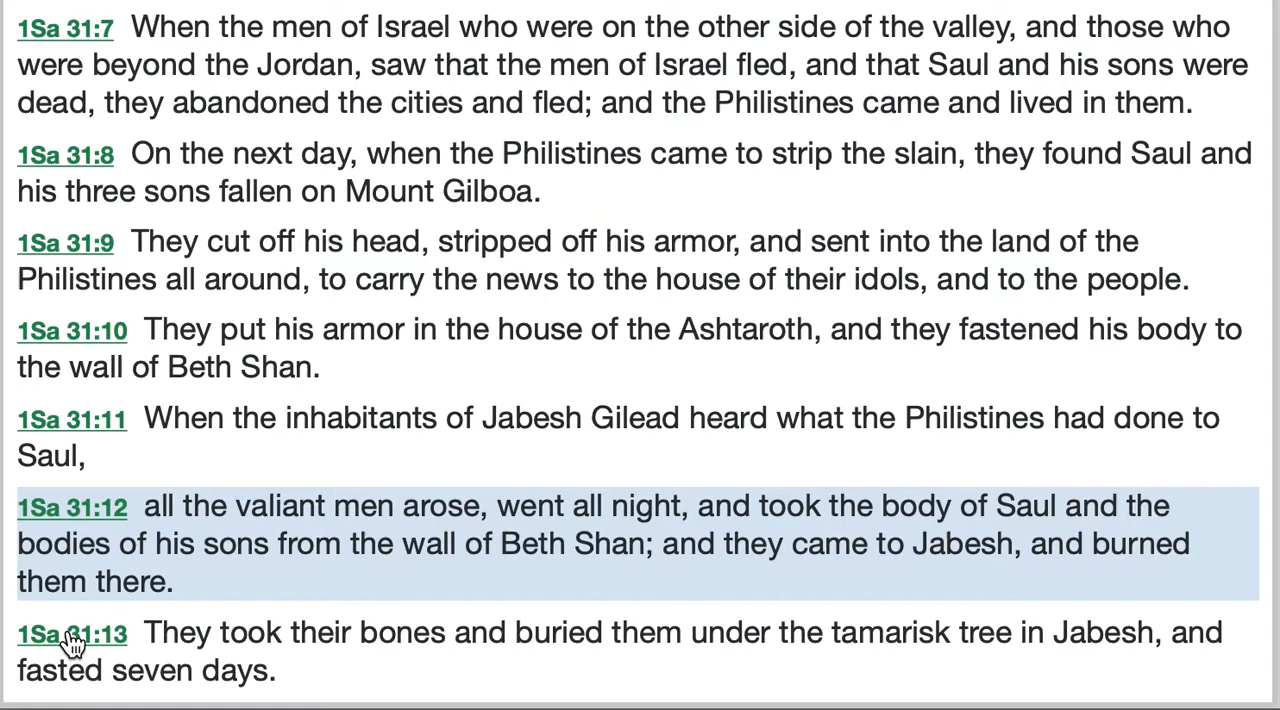 1Sa 31:7 When the men of Israel who were on the other side of the valley, and those who
were beyond the Jordan, saw that the men of Israel fled, and that Saul and his sons were
dead, they abandoned the cities and fled; and the Philistines came and lived in them.
1Sa 31:8 On the next day, when the Philistines came to strip the slain, they found Saul and
his three sons fallen on Mount Gilboa.
1Sa 31:9 They cut off his head, stripped off his armor, and sent into the land of the
Philistines all around, to carry the news to the house of their idols, and to the people.
1Sa 31:10 They put his armor in the house of the Ashtaroth, and they fastened his body to
the wall of Beth Shan.
1Sa 31:11 When the inhabitants of Jabesh Gilead heard what the Philistines had done to
Saul,
1Sa 31:12 all the valiant men arose, went all night, and took the body of Saul and the
bodies of his sons from the wall of Beth Shan; and they came to Jabesh, and burned
them there.
1Sa 31:13 They took their bones and buried them under the tamarisk tree in Jabesh, and
fasted seven days.